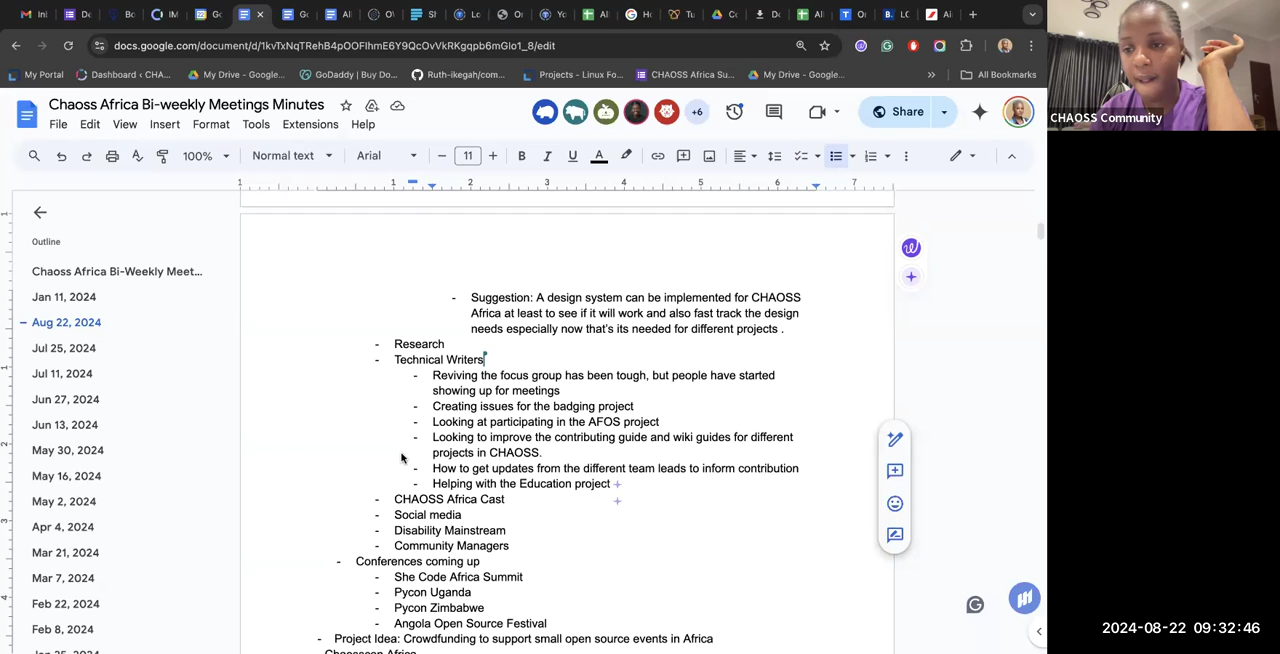 docs.google.com/document/d/1kvTxNqTRehB4pOOFIhmE6Y9QcOvVkRKgqb6mGIo1_8/edit
My Portal
Dashboard ‹ CHA...
My Drive - Google...
GoDaddy | Buy Do...
Ruth-ikegah/com...
Projects - Linux Fo...
CHAOSS Africa Su...
My Drive - Google...
»
All Bookmarks
Chaoss Africa Bi-weekly Meetings Minutes
File Edit View Insert Format Tools Extensions Help
+6
Share
100% Normal text Arial 11 B I U A
1 1 2 3 4 5 6 7
Outline
Chaoss Africa Bi-Weekly Meet...
Jan 11, 2024
Aug 22, 2024
Jul 25, 2024
Jul 11, 2024
Jun 27, 2024
Jun 13, 2024
May 30, 2024
May 16, 2024
May 2, 2024
Apr 4, 2024
Mar 21, 2024
Mar 7, 2024
Feb 22, 2024
Feb 8, 2024
- Suggestion: A design system can be implemented for CHAOSS
Africa at least to see if it will work and also fast track the design
needs especially now that's its needed for different projects .
- Research
- Technical Writers
- Reviving the focus group has been tough, but people have started
showing up for meetings
- Creating issues for the badging project
- Looking at participating in the AFOS project
- Looking to improve the contributing guide and wiki guides for different
projects in CHAOSS.
- How to get updates from the different team leads to inform contribution
- Helping with the Education project
- CHAOSS Africa Cast
- Social media
- Disability Mainstream
- Community Managers
- Conferences coming up
- She Code Africa Summit
- Pycon Uganda
- Pycon Zimbabwe
- Angola Open Source Festival
- Project Idea: Crowdfunding to support small open source events in Africa
CHAOSS Community
2024-08-22 09:32:46